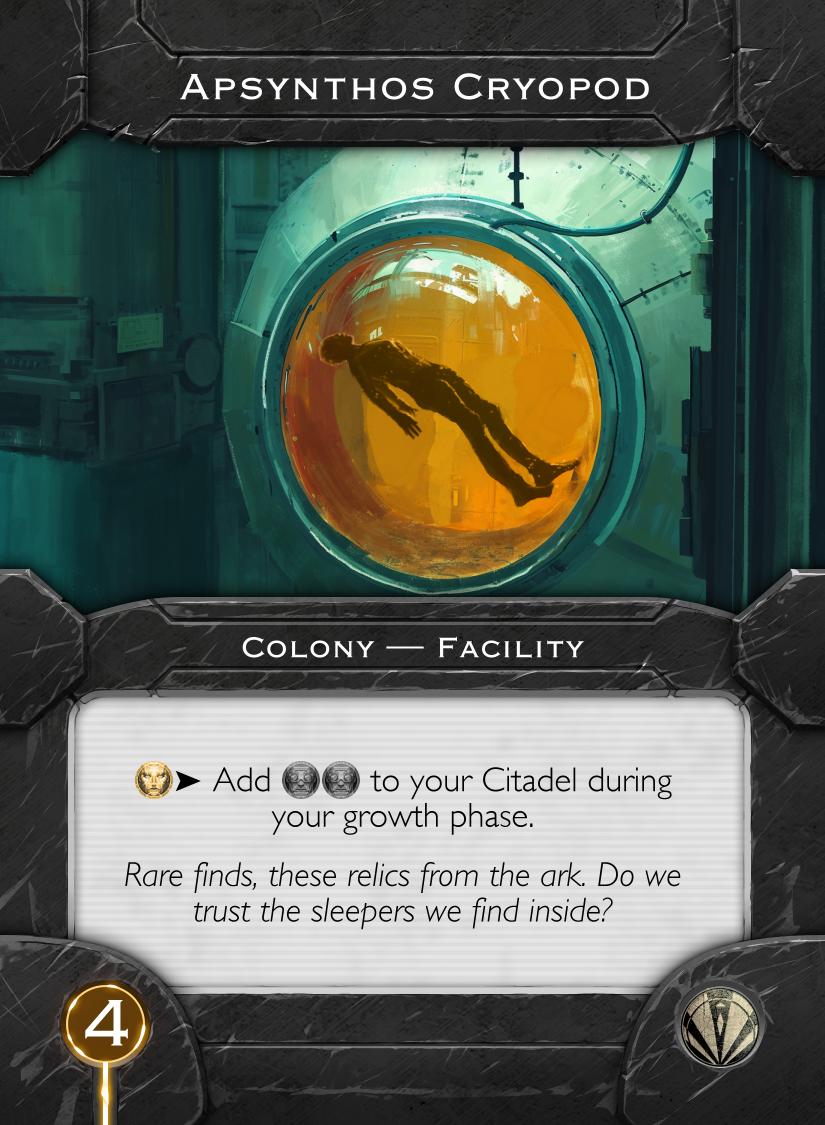 Apsynthos Cryopod
Colony — Facility
➤ Add to your Citadel during
your growth phase.
Rare finds, these relics from the ark. Do we
trust the sleepers we find inside?
4